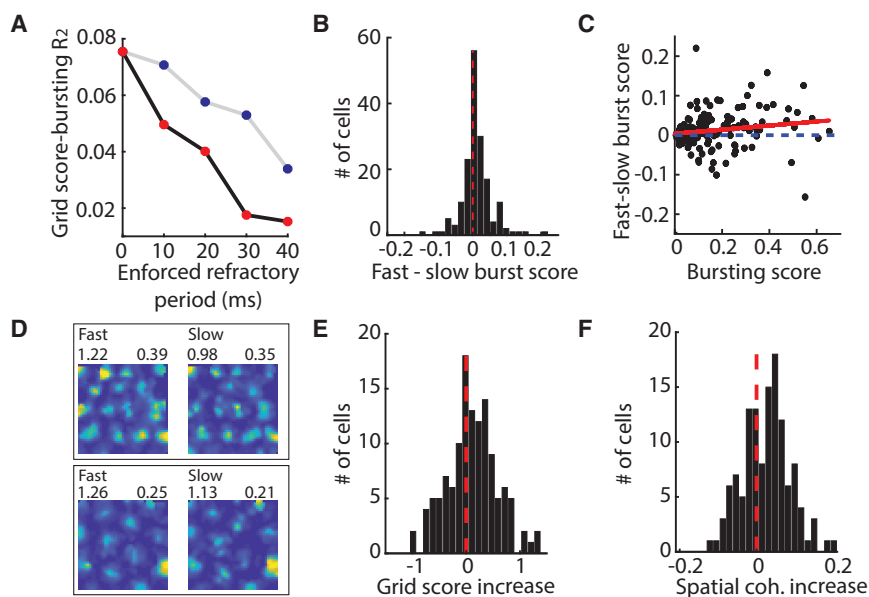 A
Grid score-bursting R2
0.08
0.06
0.04
0.02
0 10 20 30 40
Enforced refractory
period (ms)
B
# of cells
60
40
20
0
-0.2 -0.1 0 0.1 0.2
Fast - slow burst score
C
Fast-slow burst score
0.2
0.1
0
-0.1
-0.2
0 0.2 0.4 0.6
Bursting score
D
Fast Slow
1.22 0.39 0.98 0.35
Fast Slow
1.26 0.25 1.13 0.21
E
# of cells
20
15
10
5
0
-1 0 1
Grid score increase
F
# of cells
20
15
10
5
0
-0.2 0 0.2
Spatial coh. increase